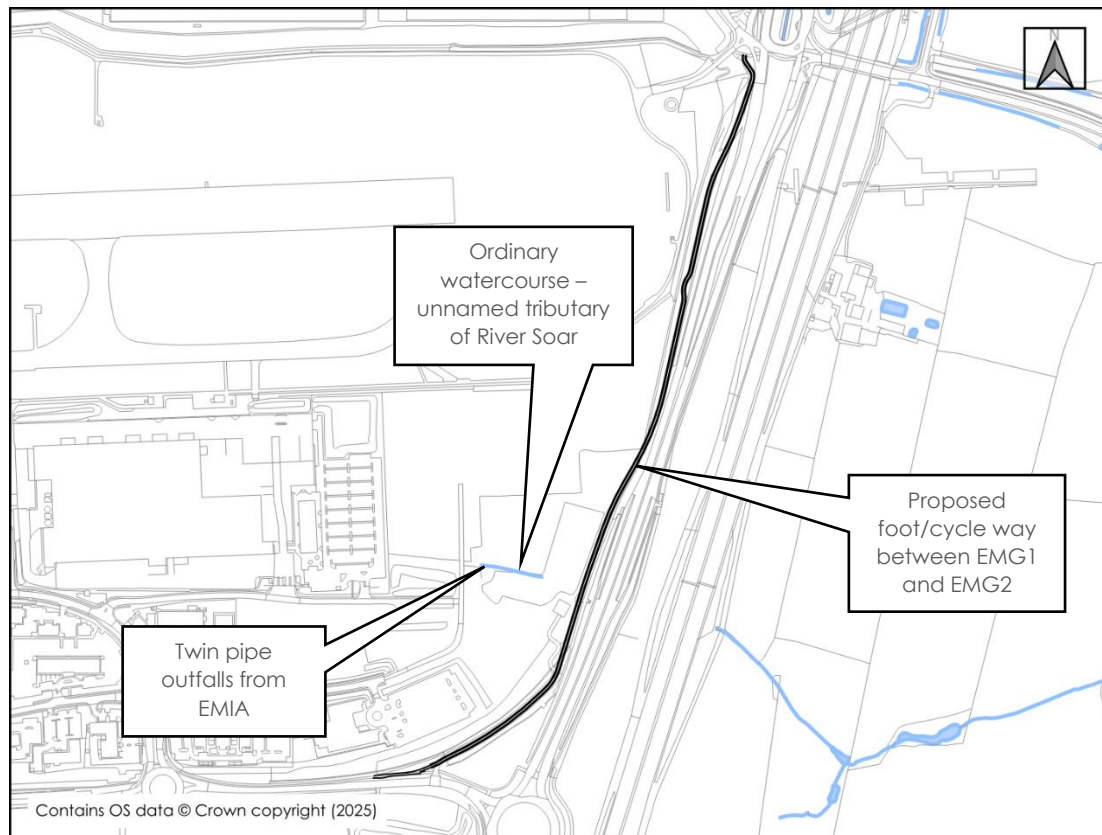 N
Ordinary
watercourse –
unnamed tributary
of River Soar
Proposed
foot/cycle way
between EMG1
and EMG2
Twin pipe
outfalls from
EMIA
Contains OS data © Crown copyright (2025)